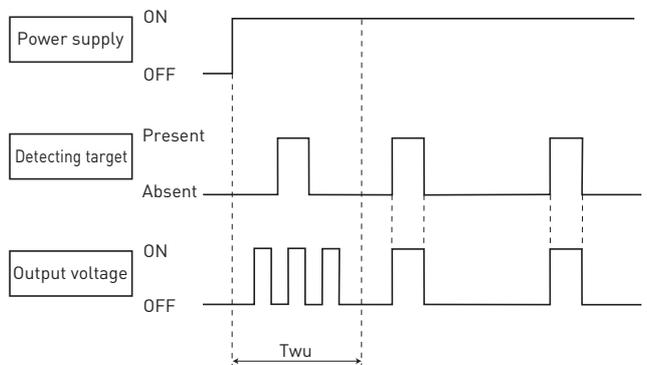 ON
Power supply
OFF
Present
Detecting target
Absent
ON
Output voltage
OFF
Twu